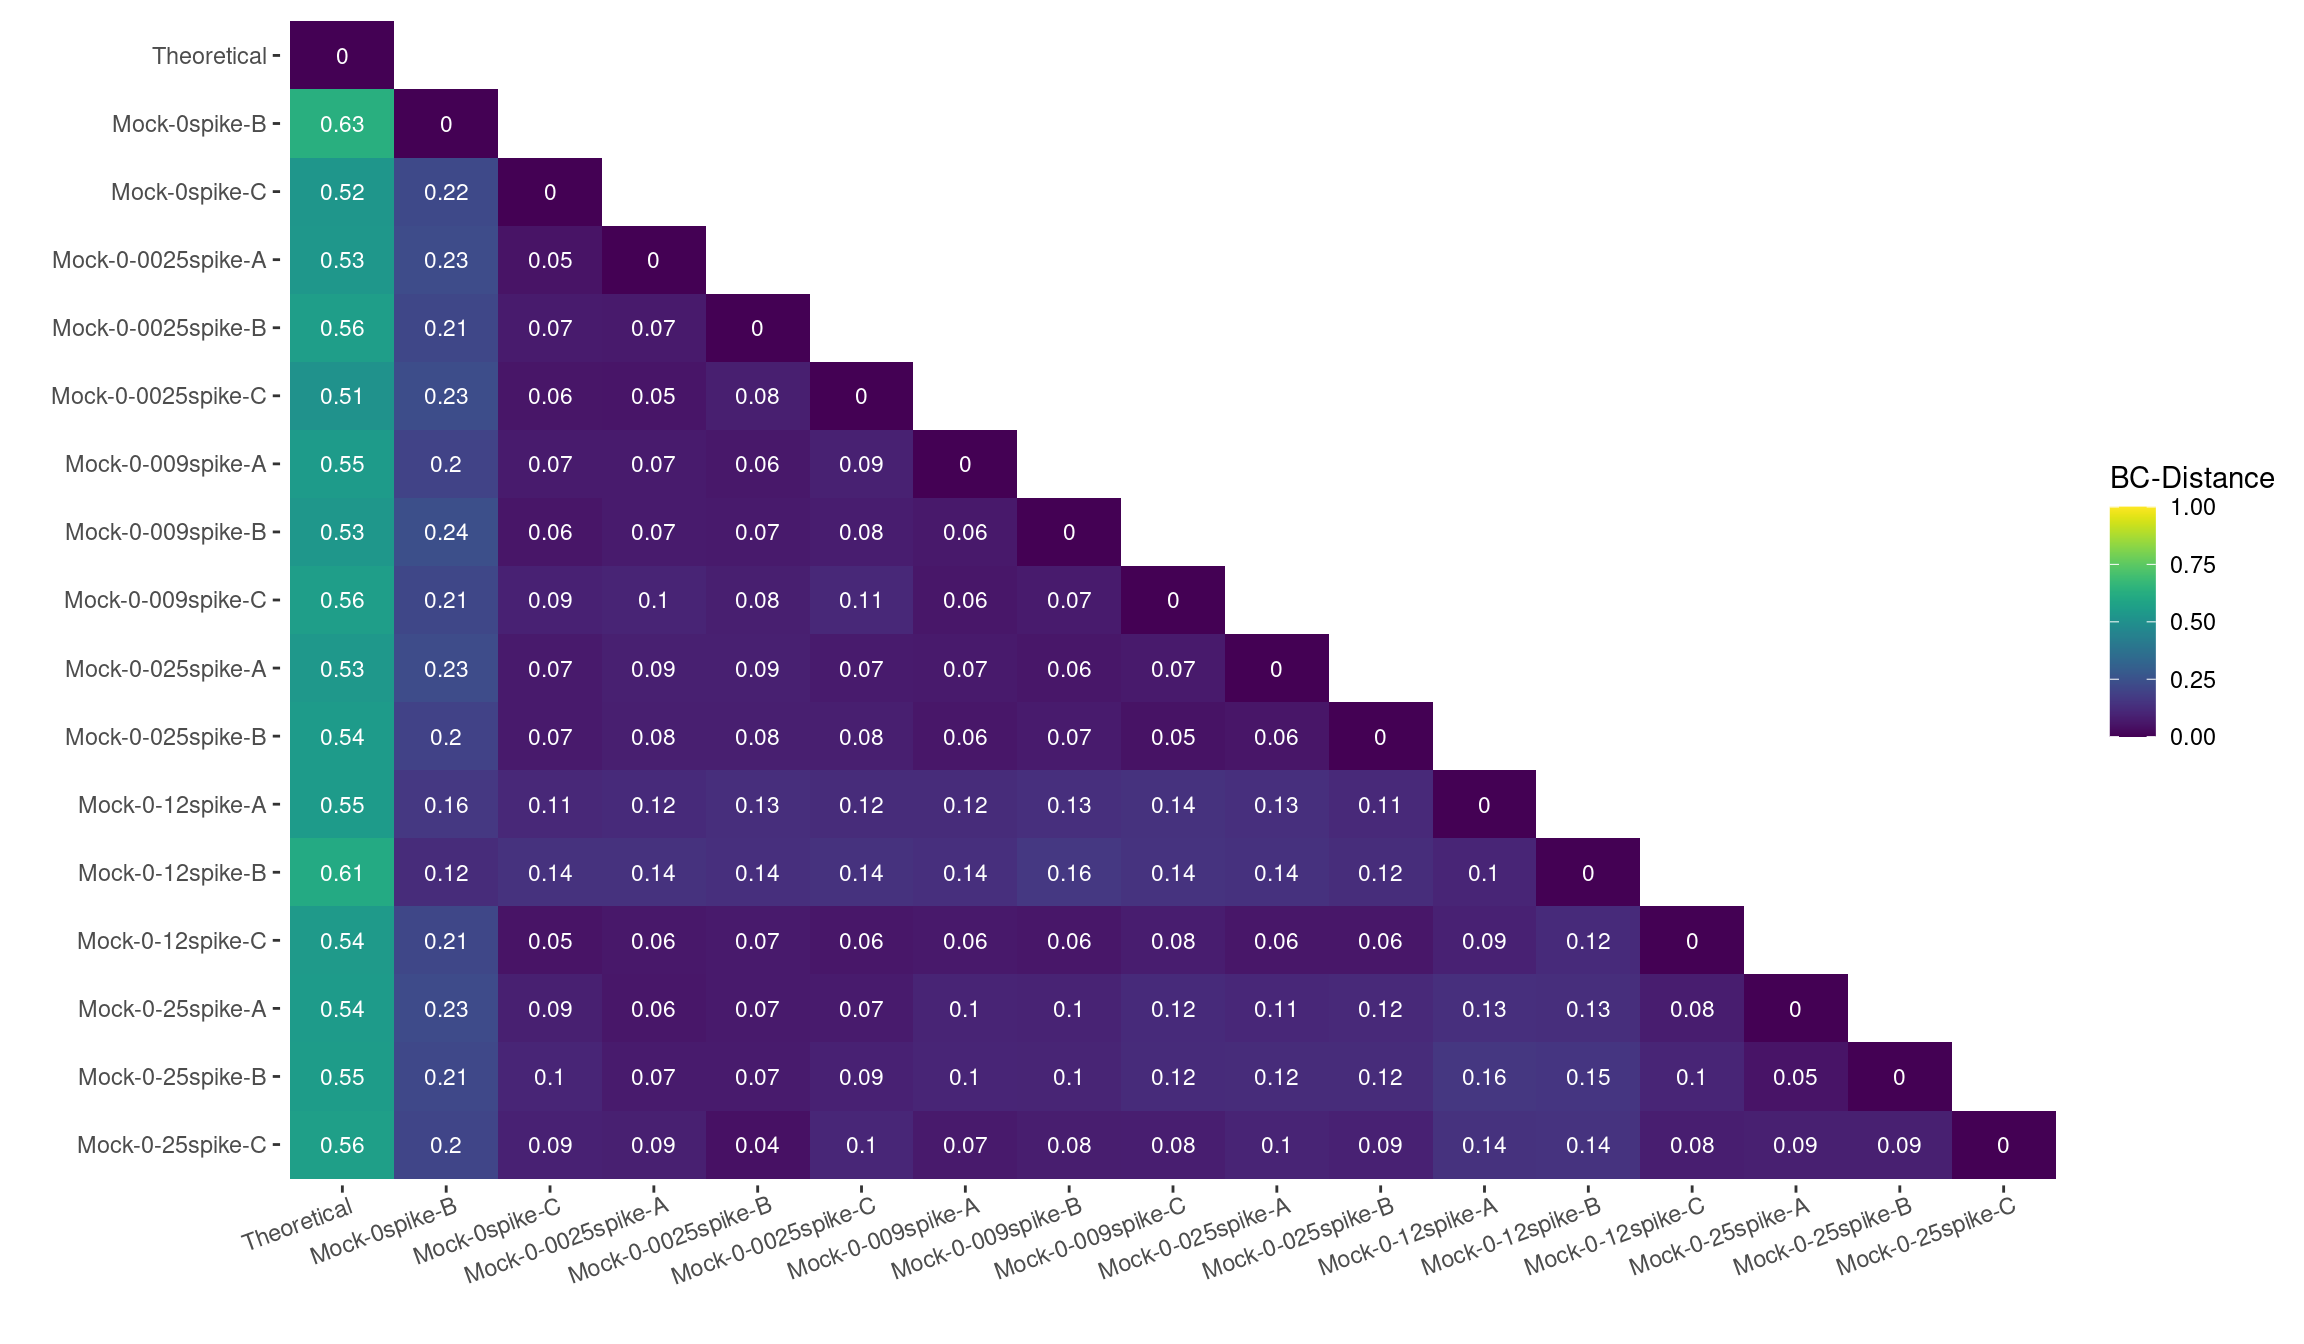 Theoretical 0
Mock-0spike-B 0.63 0
Mock-0spike-C 0.52 0.22 0
Mock-0-0025spike-A 0.53 0.23 0.05 0
Mock-0-0025spike-B 0.56 0.21 0.07 0.07 0
Mock-0-0025spike-C 0.51 0.23 0.06 0.05 0.08 0
Mock-0-009spike-A 0.55 0.2 0.07 0.07 0.06 0.09 0
Mock-0-009spike-B 0.53 0.24 0.06 0.07 0.07 0.08 0.06 0
Mock-0-009spike-C 0.56 0.21 0.09 0.1 0.08 0.11 0.06 0.07 0
Mock-0-025spike-A 0.53 0.23 0.07 0.09 0.09 0.07 0.07 0.06 0.07 0
Mock-0-025spike-B 0.54 0.2 0.07 0.08 0.08 0.08 0.06 0.07 0.05 0.06 0
Mock-0-12spike-A 0.55 0.16 0.11 0.12 0.13 0.12 0.12 0.13 0.14 0.13 0.11 0
Mock-0-12spike-B 0.61 0.12 0.14 0.14 0.14 0.14 0.14 0.16 0.14 0.14 0.12 0.1 0
Mock-0-12spike-C 0.54 0.21 0.05 0.06 0.07 0.06 0.06 0.06 0.08 0.06 0.06 0.09 0.12 0
Mock-0-25spike-A 0.54 0.23 0.09 0.06 0.07 0.07 0.1 0.1 0.12 0.11 0.12 0.13 0.13 0.08 0
Mock-0-25spike-B 0.55 0.21 0.1 0.07 0.07 0.09 0.1 0.1 0.12 0.12 0.12 0.16 0.15 0.1 0.05 0
Mock-0-25spike-C 0.56 0.2 0.09 0.09 0.04 0.1 0.07 0.08 0.08 0.1 0.09 0.14 0.14 0.08 0.09 0.09 0
Theoretical
Mock-0spike-B
Mock-0spike-C
Mock-0-0025spike-A
Mock-0-0025spike-B
Mock-0-0025spike-C
Mock-0-009spike-A
Mock-0-009spike-B
Mock-0-009spike-C
Mock-0-025spike-A
Mock-0-025spike-B
Mock-0-12spike-A
Mock-0-12spike-B
Mock-0-12spike-C
Mock-0-25spike-A
Mock-0-25spike-B
Mock-0-25spike-C
BC-Distance
1.00
0.75
0.50
0.25
0.00